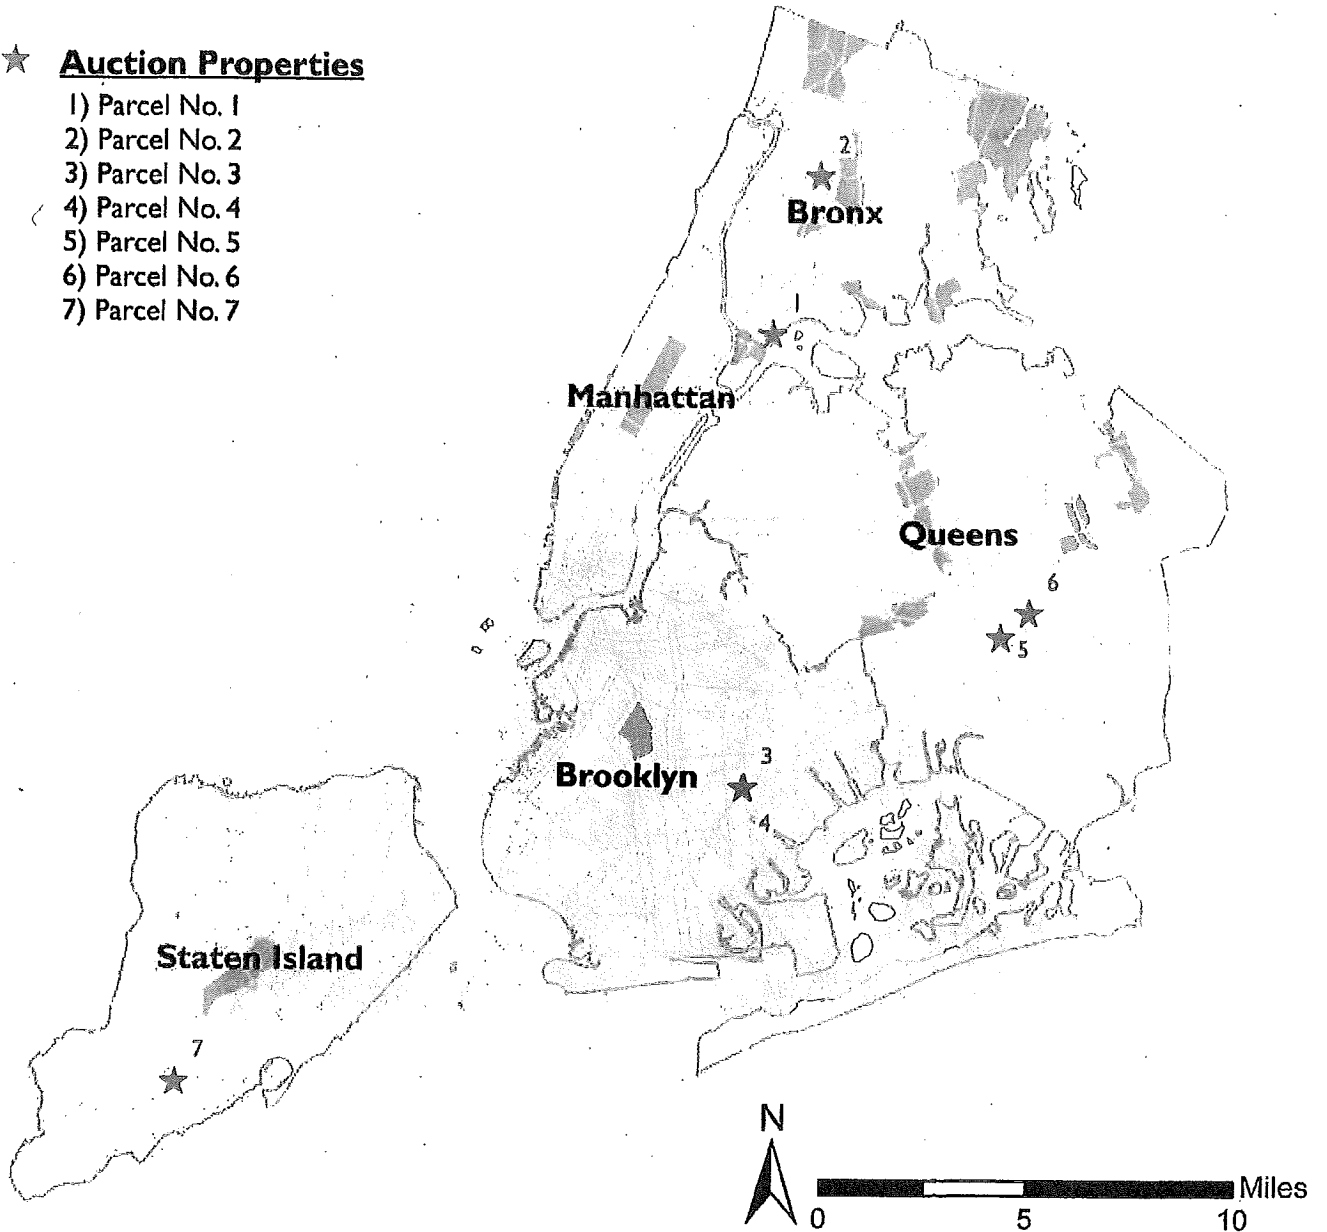 Auction Properties
1) Parcel No. 1
2) Parcel No. 2
3) Parcel No. 3
4) Parcel No. 4
5) Parcel No. 5
6) Parcel No. 6
7) Parcel No. 7
2
Bronx
1
Manhattan
Queens
6
5
3
Brooklyn
4
Staten Island
7
N
Miles
0 5 10